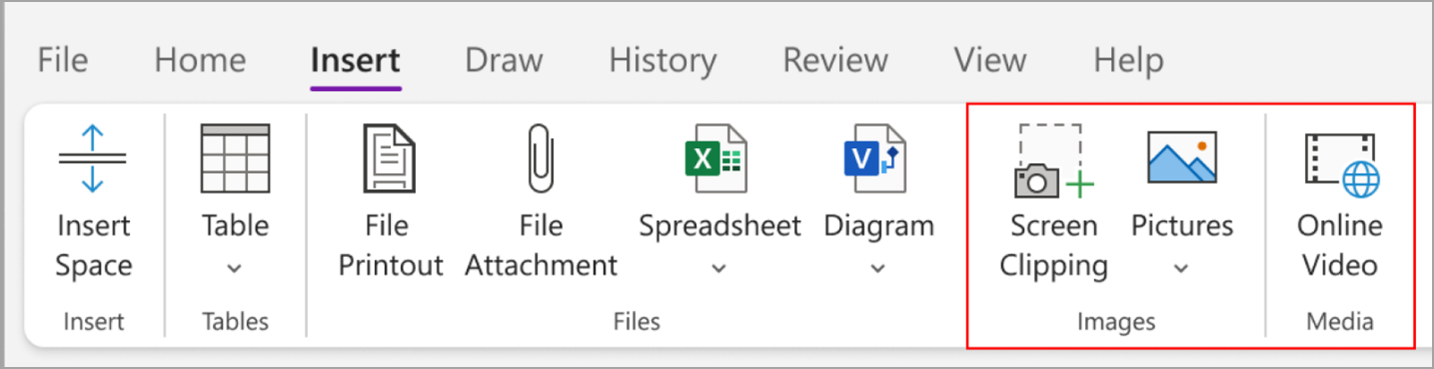 File Home Insert Draw History Review View Help
Insert Table File File Spreadsheet Diagram Screen Pictures Online
Space Printout Attachment Clipping Video
Insert Tables Files Images Media